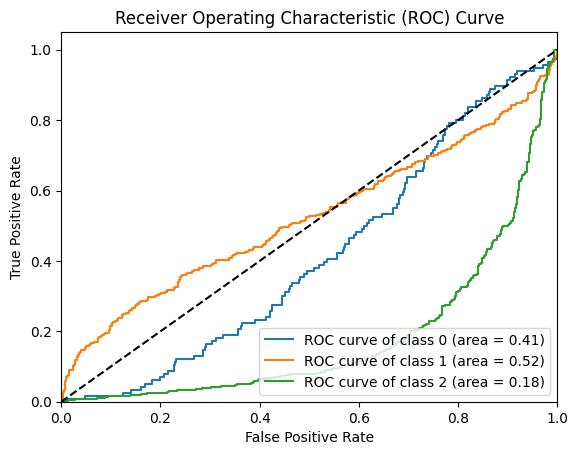 Receiver Operating Characteristic (ROC) Curve
True Positive Rate
1.0
0.8
0.6
0.4
0.2
0.0
ROC curve of class 0 (area = 0.41)
ROC curve of class 1 (area = 0.52)
ROC curve of class 2 (area = 0.18)
0.0 0.2 0.4 0.6 0.8 1.0
False Positive Rate